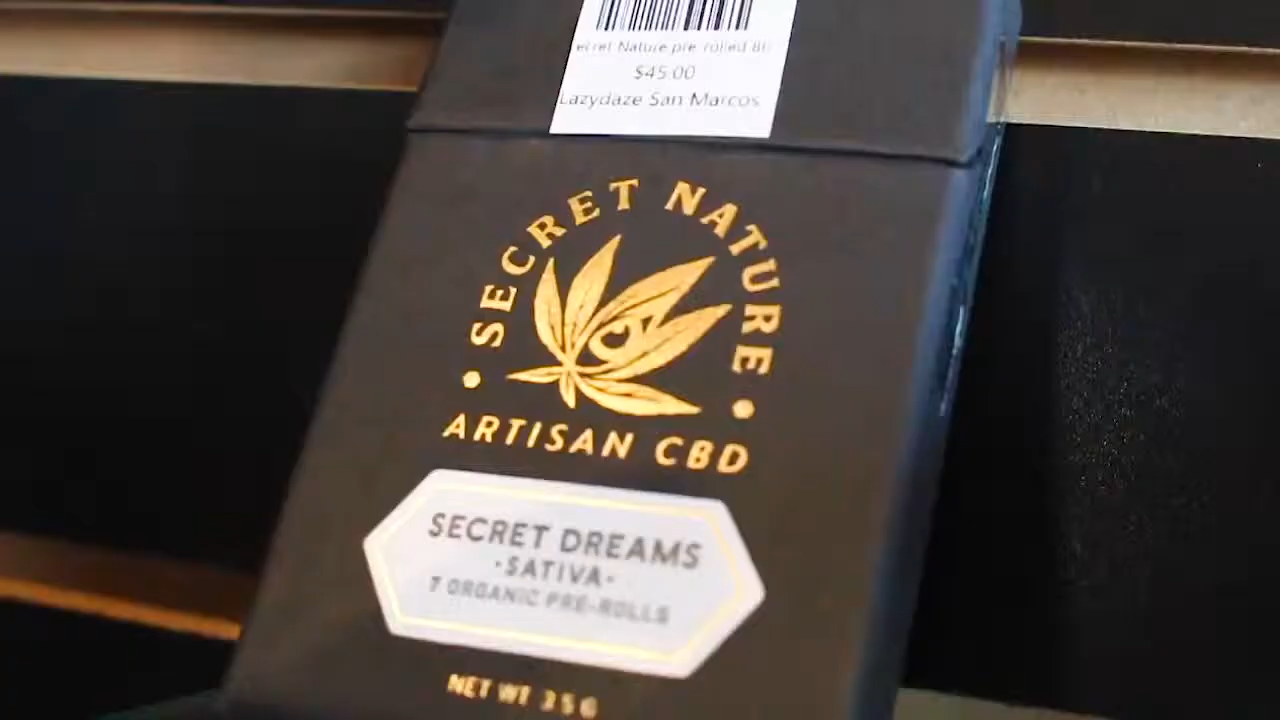 ecret Nature pre rolled
$45.00
Lazydaze San Marcos
SECRET NATURE
ARTISAN CBD
SECRET DREAMS
·SATIVA·
7 ORGANIC PRE-ROLLS
NET WT